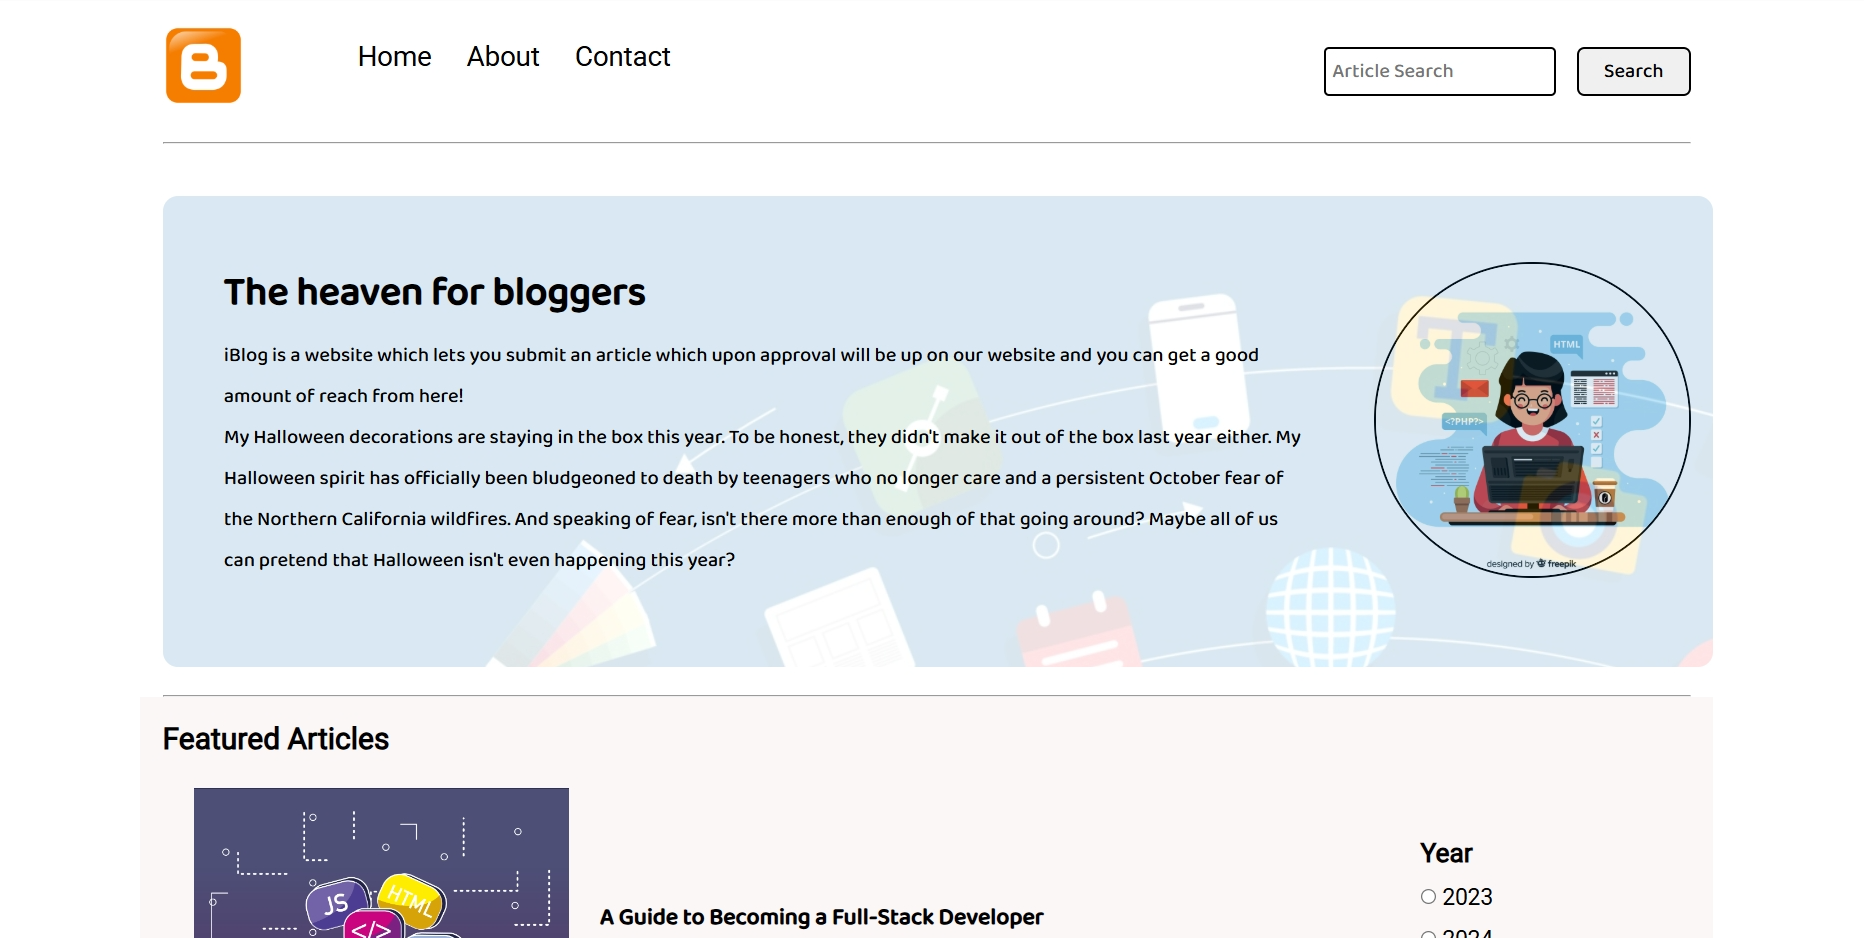 B
Home About Contact
Article Search
Search
The heaven for bloggers
iBlog is a website which lets you submit an article which upon approval will be up on our website and you can get a good
amount of reach from here!
My Halloween decorations are staying in the box this year. To be honest, they didn't make it out of the box last year either. My
Halloween spirit has officially been bludgeoned to death by teenagers who no longer care and a persistent October fear of
the Northern California wildfires. And speaking of fear, isn't there more than enough of that going around? Maybe all of us
can pretend that Halloween isn't even happening this year?
T
HTML
<?PHP>
designed by freepik
Featured Articles
JS
HTML
</>
A Guide to Becoming a Full-Stack Developer
Year
2023
2024